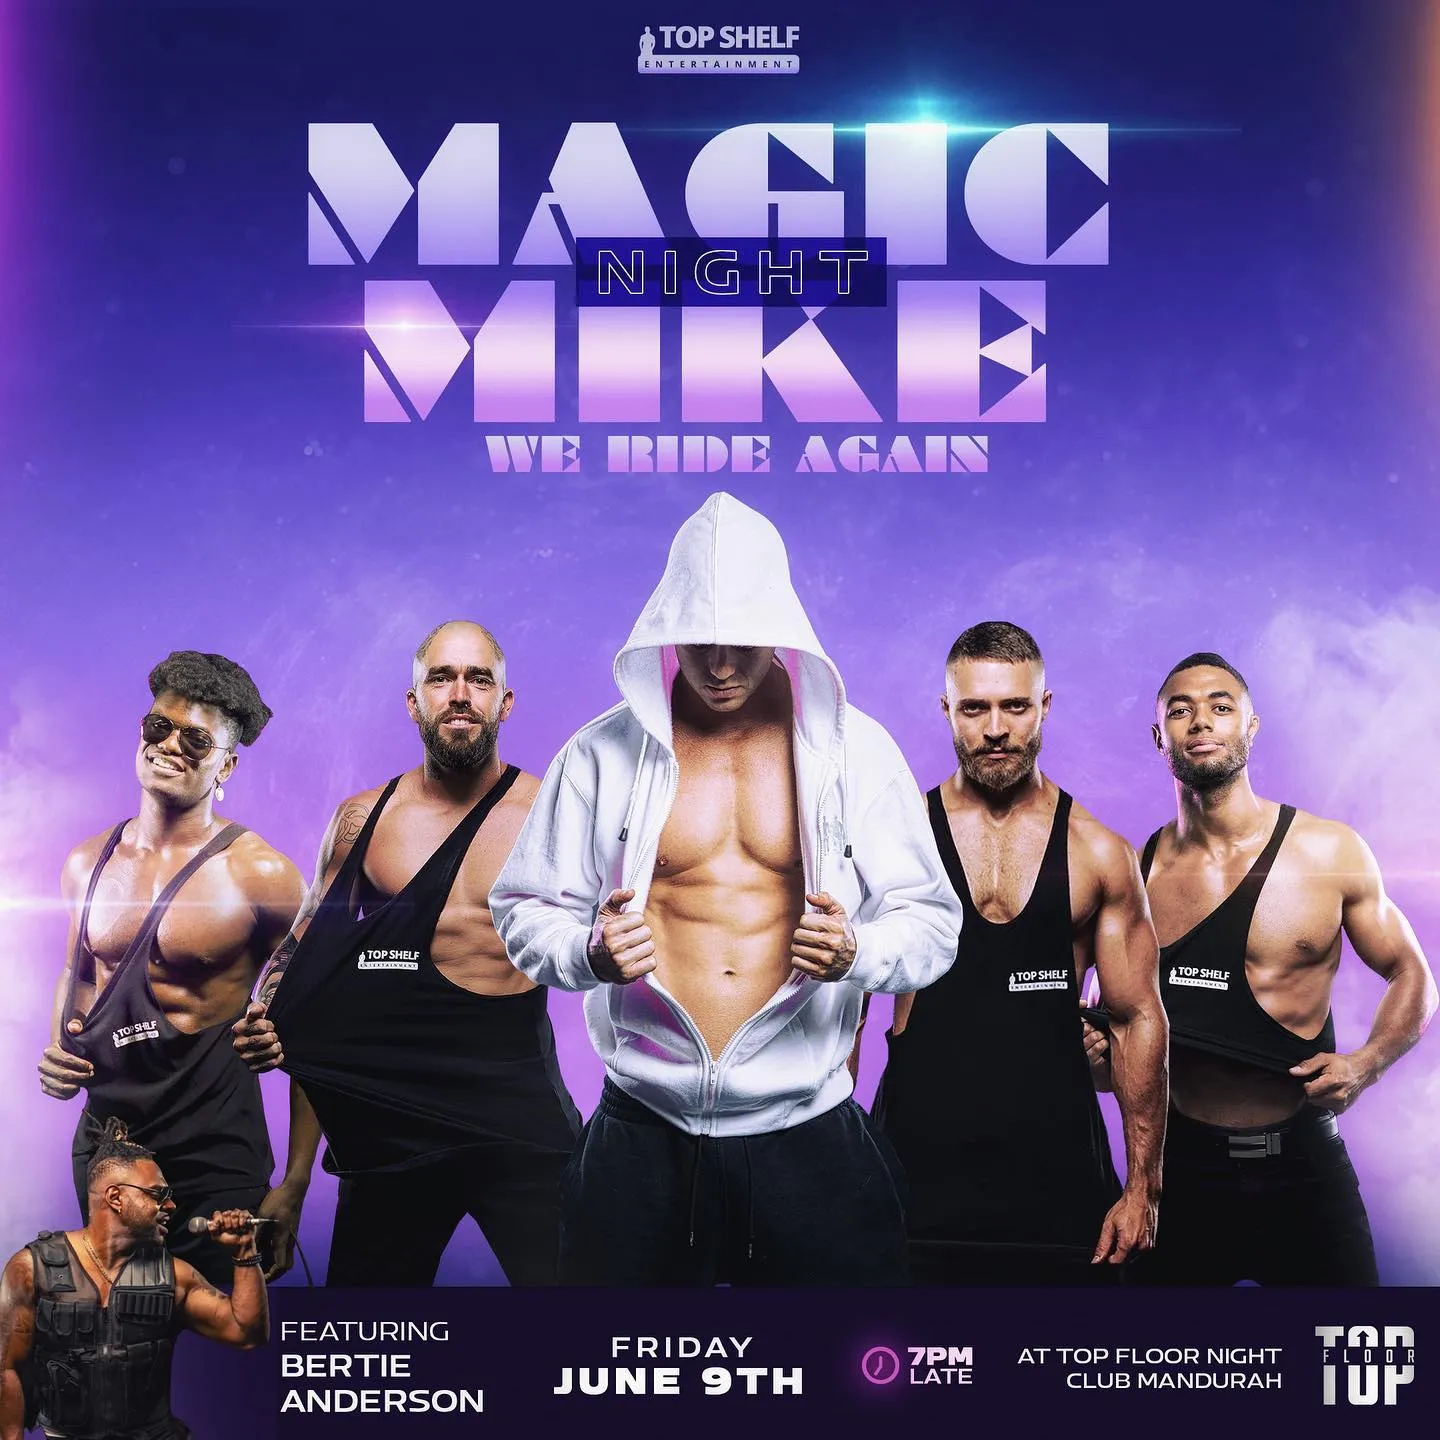 TOP SHELF
ENTERTAINMENT
MAGIC
NIGHT
MIKE
WE RIDE AGAIN
TOP SHELF
ENTERTAINMENT
TOP SHELF
ENTERTAINMENT
TOP SHELF
ENTERTAINMENT
TOP SHELF
ENTERTAINMENT
FEATURING
BERTIE
ANDERSON
FRIDAY
JUNE 9TH
7PM
LATE
AT TOP FLOOR NIGHT
CLUB MANDURAH
TOP
FLOOR
TOP